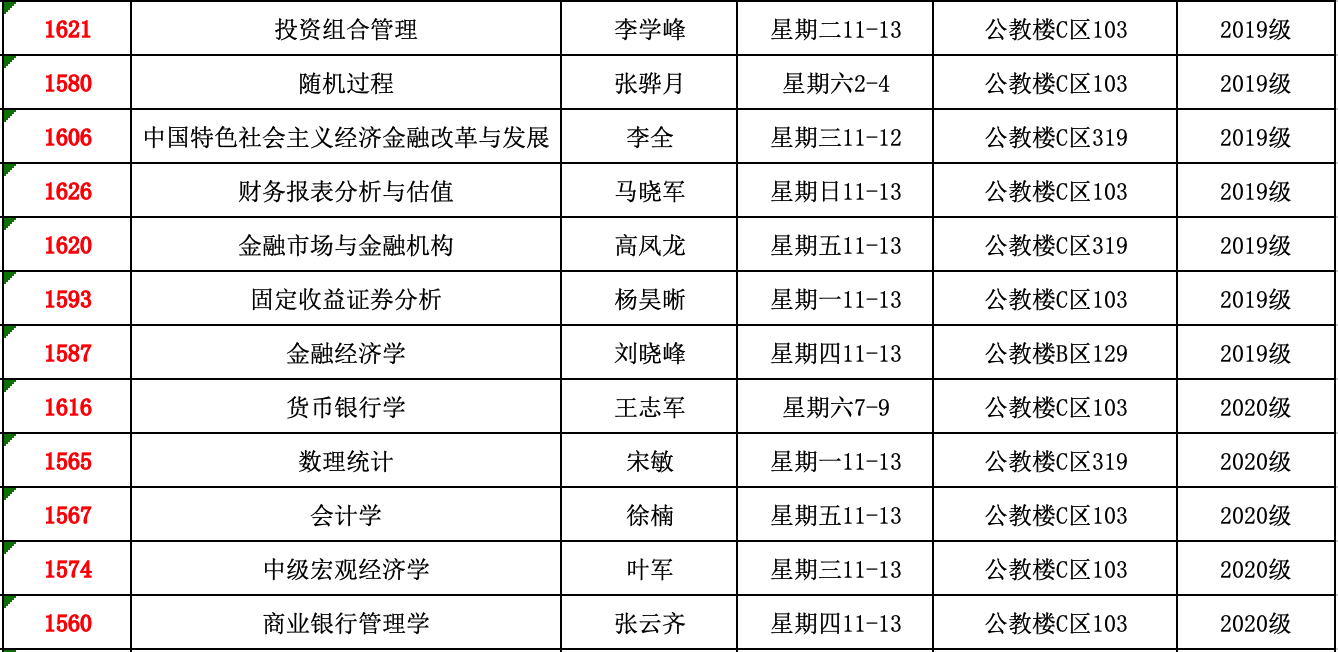 1621 投资组合管理 李学峰 星期二11-13 公教楼C区103 2019级
1580 随机过程 张骅月 星期六2-4 公教楼C区103 2019级
1606 中国特色社会主义经济金融改革与发展 李全 星期三11-12 公教楼C区319 2019级
1626 财务报表分析与估值 马晓军 星期日11-13 公教楼C区103 2019级
1620 金融市场与金融机构 高凤龙 星期五11-13 公教楼C区319 2019级
1593 固定收益证券分析 杨昊晰 星期一11-13 公教楼C区103 2019级
1587 金融经济学 刘晓峰 星期四11-13 公教楼B区129 2019级
1616 货币银行学 王志军 星期六7-9 公教楼C区103 2020级
1565 数理统计 宋敏 星期一11-13 公教楼C区319 2020级
1567 会计学 徐楠 星期五11-13 公教楼C区103 2020级
1574 中级宏观经济学 叶军 星期三11-13 公教楼C区103 2020级
1560 商业银行管理学 张云齐 星期四11-13 公教楼C区103 2020级